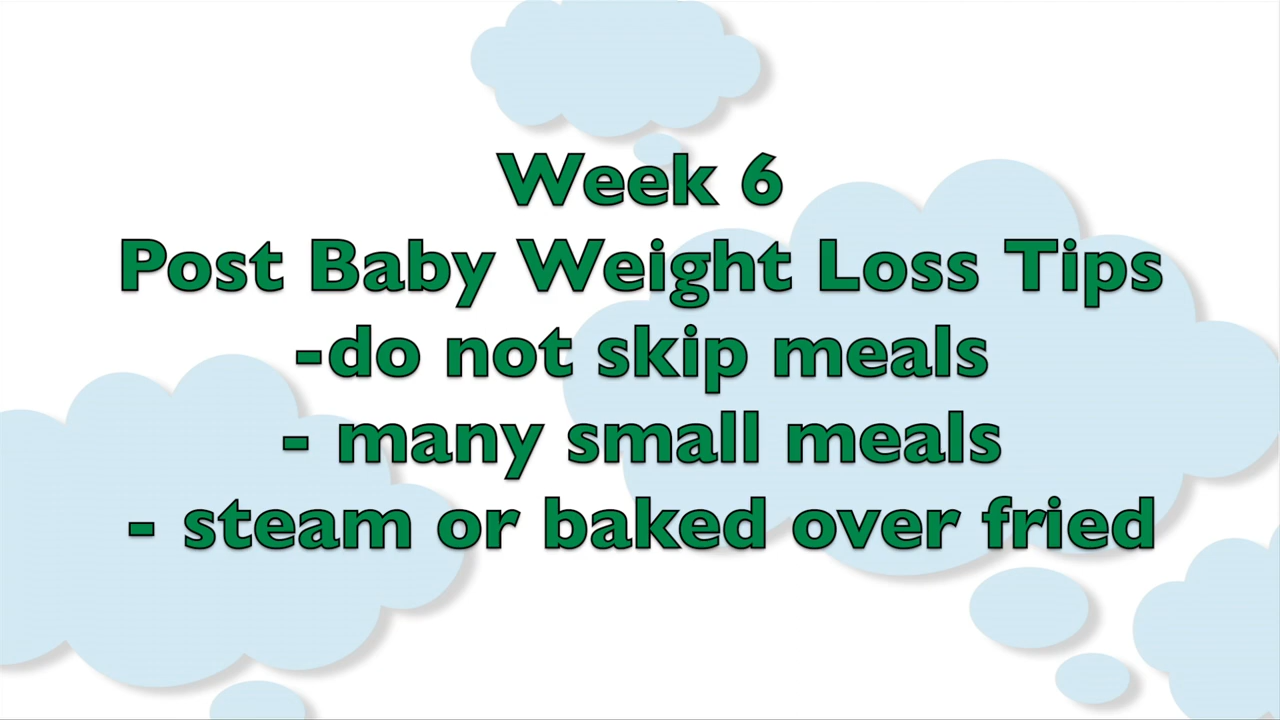 Week 6
Post Baby Weight Loss Tips
-do not skip meals
- many small meals
- steam or baked over fried